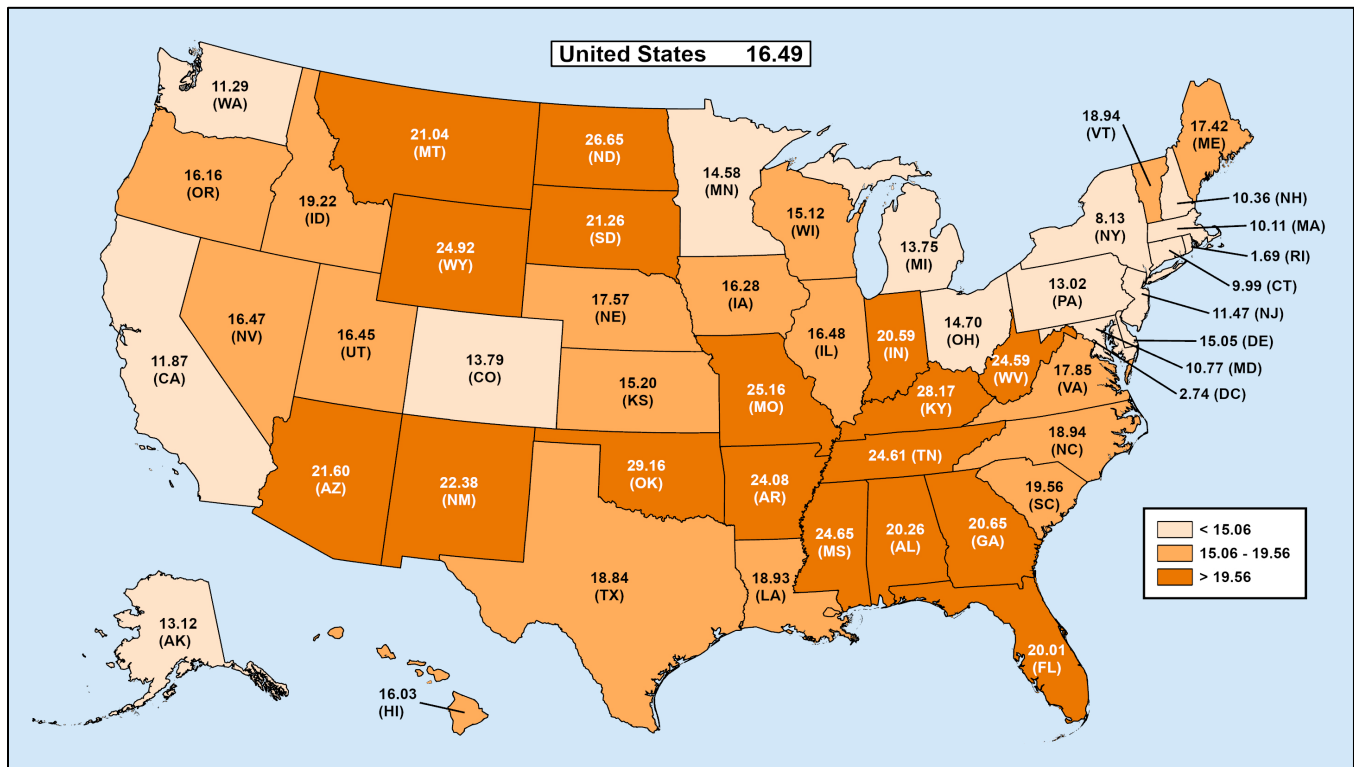 United States 16.49
11.29
(WA)
16.16
(OR)
19.22
(ID)
21.04
(MT)
26.65
(ND)
14.58
(MN)
21.26
(SD)
24.92
(WY)
15.12
(WI)
13.75
(MI)
18.94
(VT)
17.42
(ME)
8.13
(NY)
10.36 (NH)
10.11 (MA)
1.69 (RI)
9.99 (CT)
11.47 (NJ)
15.05 (DE)
10.77 (MD)
2.74 (DC)
13.02
(PA)
11.87
(CA)
16.47
(NV)
16.45
(UT)
13.79
(CO)
17.57
(NE)
16.28
(IA)
15.20
(KS)
16.48
(IL)
20.59
(IN)
14.70
(OH)
24.59
(WV)
17.85
(VA)
25.16
(MO)
28.17
(KY)
24.61 (TN)
18.94
(NC)
19.56
(SC)
21.60
(AZ)
22.38
(NM)
29.16
(OK)
24.08
(AR)
24.65
(MS)
20.26
(AL)
20.65
(GA)
18.84
(TX)
18.93
(LA)
20.01
(FL)
13.12
(AK)
16.03
(HI)
< 15.06
15.06 - 19.56
> 19.56